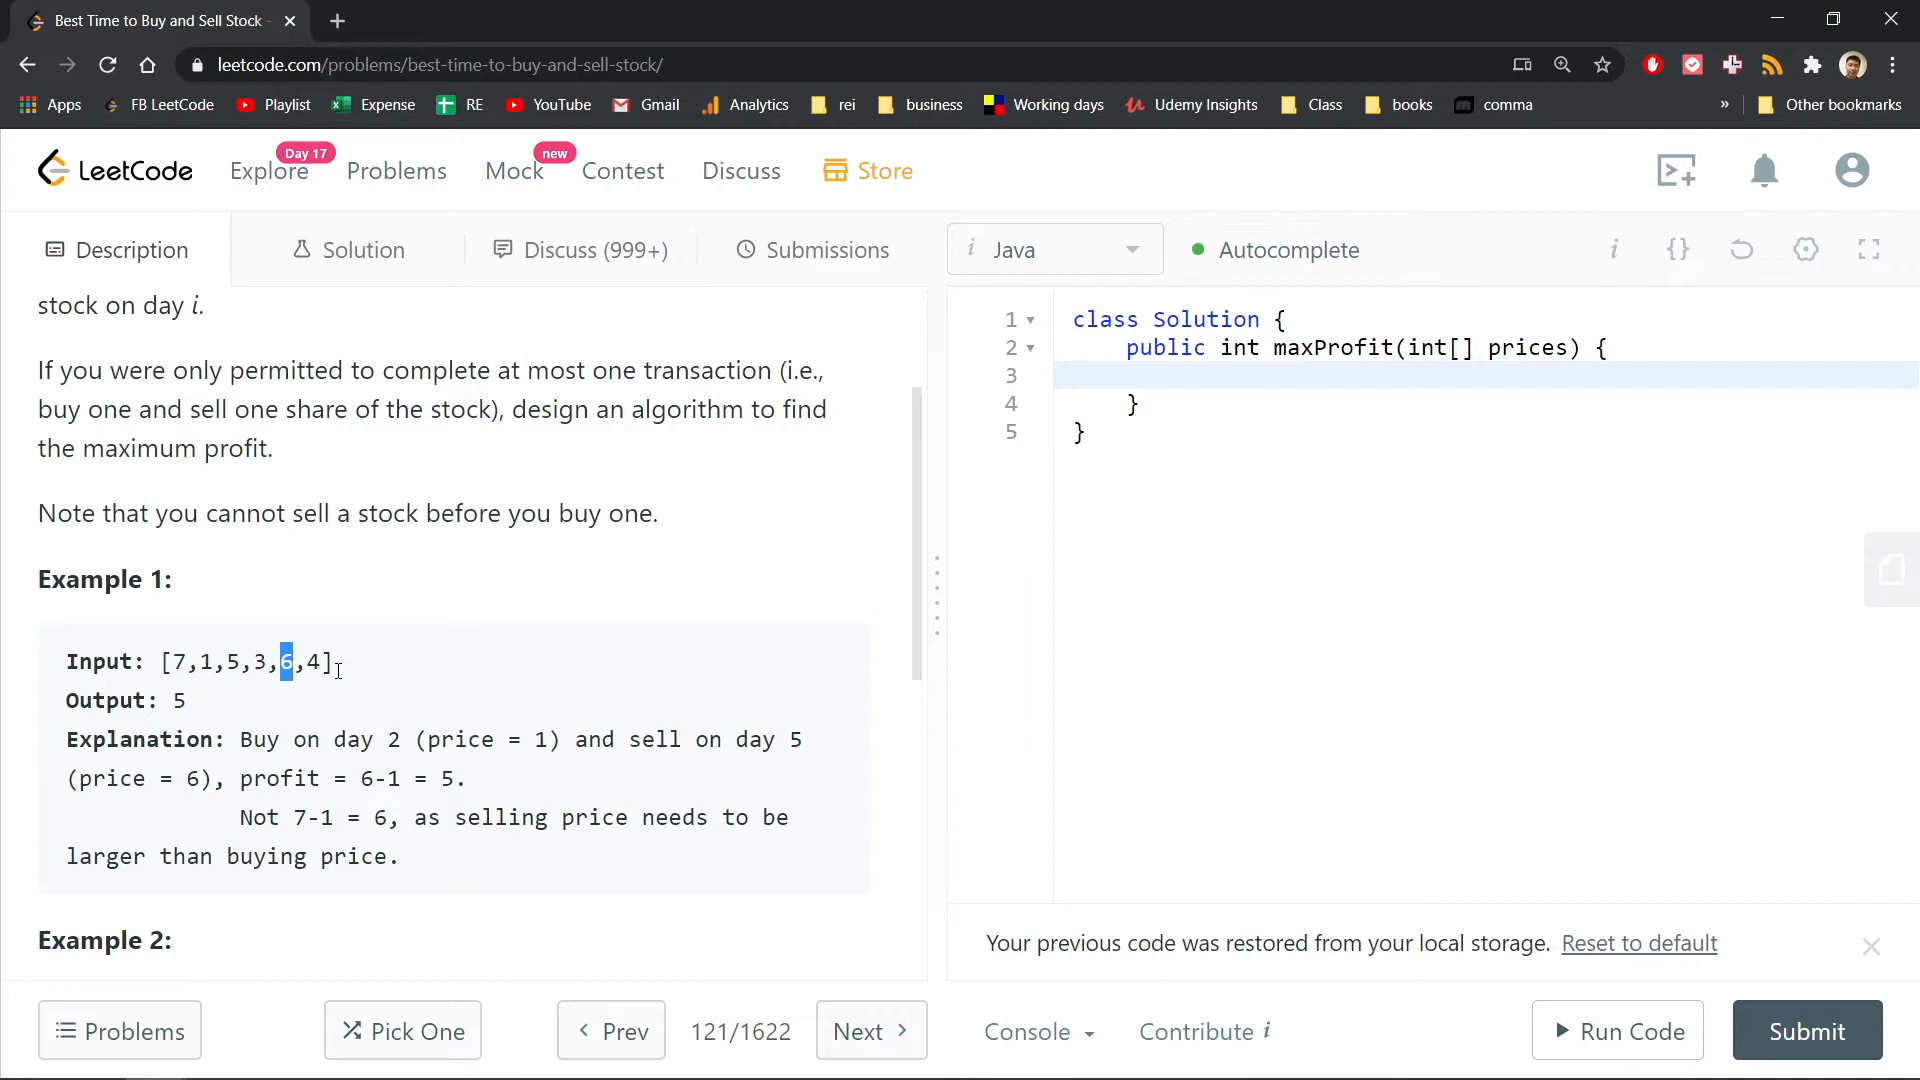 Best Time to Buy and Sell Stock -
leetcode.com/problems/best-time-to-buy-and-sell-stock/
Apps FB LeetCode Playlist Expense RE YouTube Gmail Analytics rei business Working days Udemy Insights Class books comma » Other bookmarks
LeetCode Explore Day 17 Problems Mock new Contest Discuss Store
Description Solution Discuss (999+) Submissions
stock on day i.
If you were only permitted to complete at most one transaction (i.e.,
buy one and sell one share of the stock), design an algorithm to find
the maximum profit.
Note that you cannot sell a stock before you buy one.
Example 1:
Input: [7,1,5,3,6,4]
Output: 5
Explanation: Buy on day 2 (price = 1) and sell on day 5
(price = 6), profit = 6-1 = 5.
Not 7-1 = 6, as selling price needs to be
larger than buying price.
Example 2:
i Java Autocomplete i {}
1 class Solution {
2 public int maxProfit(int[] prices) {
3
4 }
5 }
Your previous code was restored from your local storage. Reset to default
Problems Pick One Prev 121/1622 Next Console Contribute i Run Code Submit